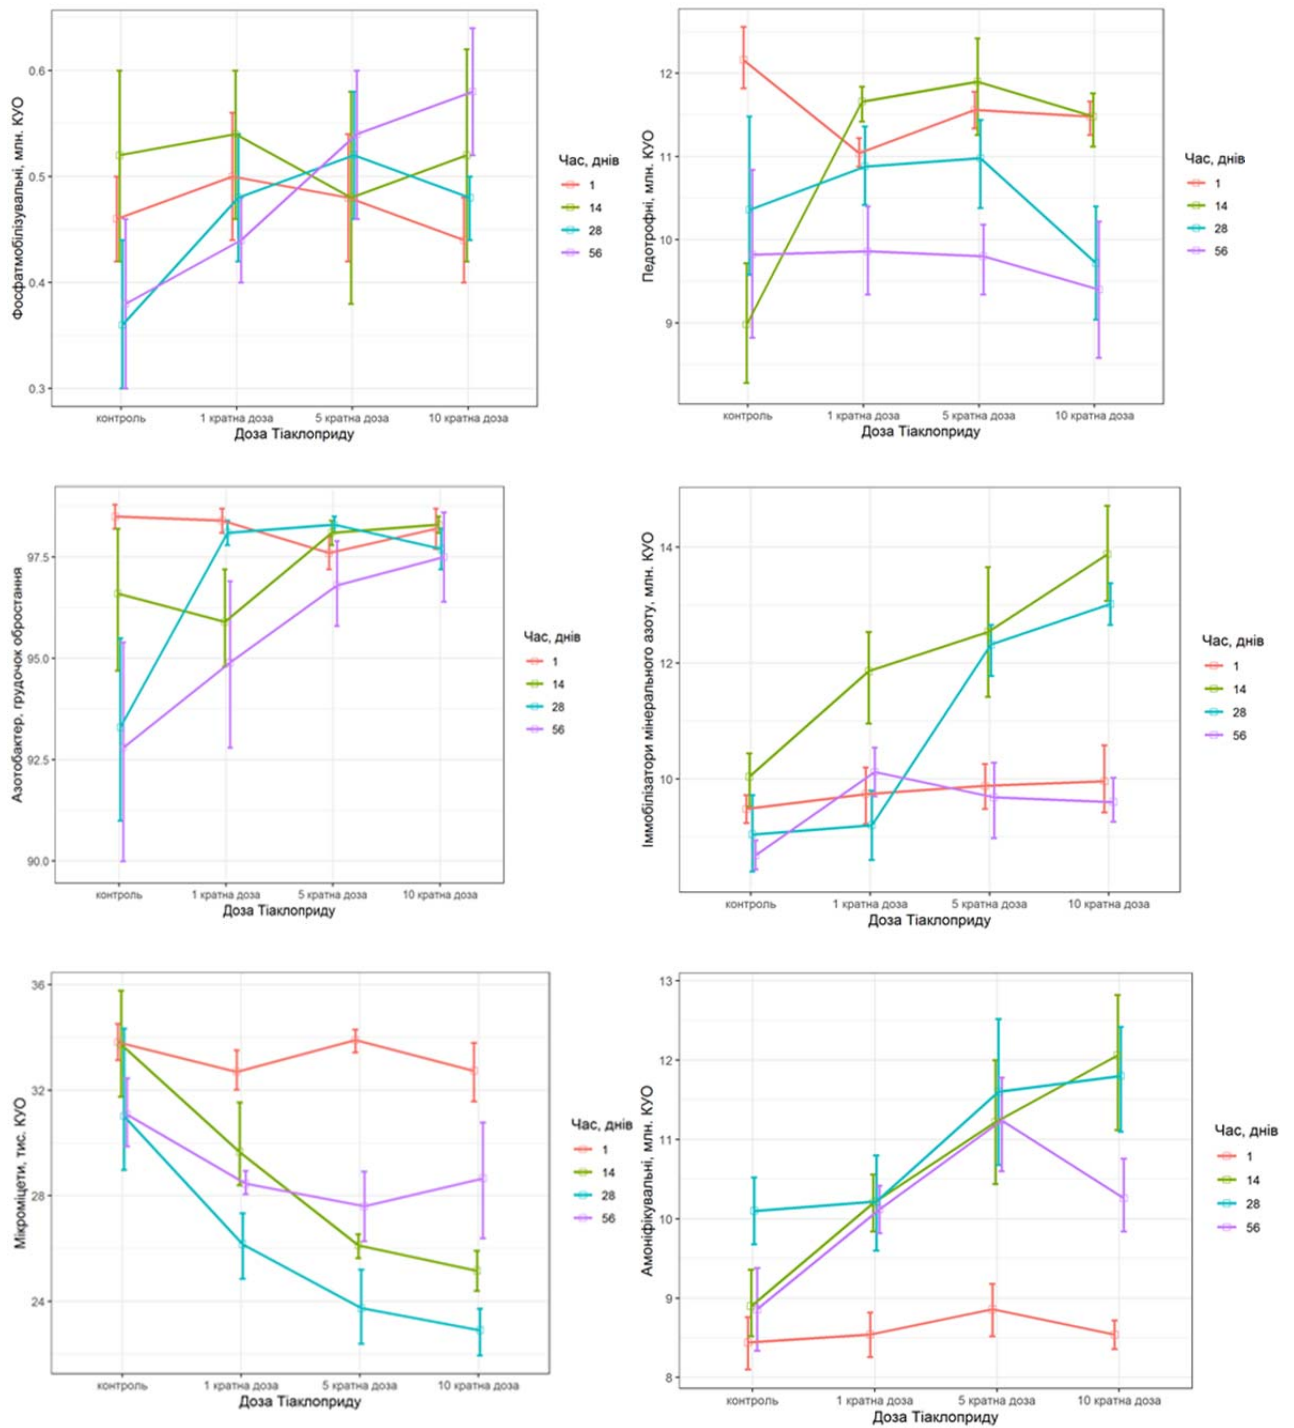 Фосфатмобілізувальні, млн. КУО
0.6
0.5
0.4
0.3
контроль 1 кратна доза 5 кратна доза 10 кратна доза
Доза Тіаклоприду
Час, днів
1
14
28
56
Педотрофні, млн. КУО
12
11
10
9
контроль 1 кратна доза 5 кратна доза 10 кратна доза
Доза Тіаклоприду
Час, днів
1
14
28
56
Азотобактер, грудочок обростання
97.5
95.0
92.5
90.0
контроль 1 кратна доза 5 кратна доза 10 кратна доза
Доза Тіаклоприду
Час, днів
1
14
28
56
Іммобілізатори мінерального азоту, млн. КУО
14
12
10
контроль 1 кратна доза 5 кратна доза 10 кратна доза
Доза Тіаклоприду
Час, днів
1
14
28
56
Мікроміцети, тис. КУО
36
32
28
24
контроль 1 кратна доза 5 кратна доза 10 кратна доза
Доза Тіаклоприду
Час, днів
1
14
28
56
Амоніфікувальні, млн. КУО
13
12
11
10
9
8
контроль 1 кратна доза 5 кратна доза 10 кратна доза
Доза Тіаклоприду
Час, днів
1
14
28
56